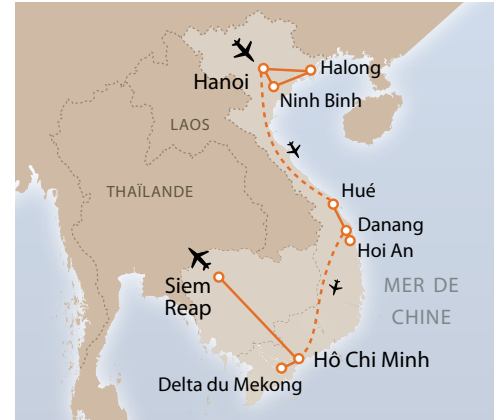 Halong
Hanoi
Ninh Binh
LAOS
THAÏLANDE
Hué
Danang
Hoi An
MER DE
CHINE
Siem
Reap
Hô Chi Minh
Delta du Mekong